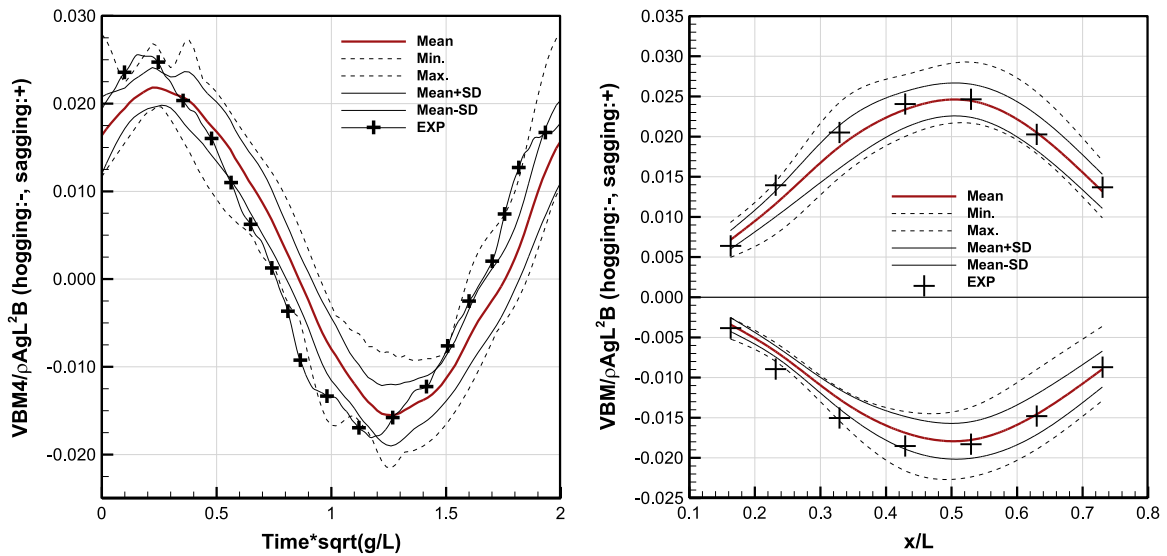 VBM4/ρAgL²B (hogging:-, sagging:+)
0.030
0.020
0.010
0.000
-0.010
-0.020
0 0.5 1 1.5 2
Time*sqrt(g/L)
Mean
Min.
Max.
Mean+SD
Mean-SD
EXP
VBM/ρAgL²B (hogging:-, sagging:+)
0.035
0.030
0.025
0.020
0.015
0.010
0.005
0.000
-0.005
-0.010
-0.015
-0.020
-0.025
0.1 0.2 0.3 0.4 0.5 0.6 0.7 0.8
x/L
Mean
Min.
Max.
Mean+SD
Mean-SD
EXP